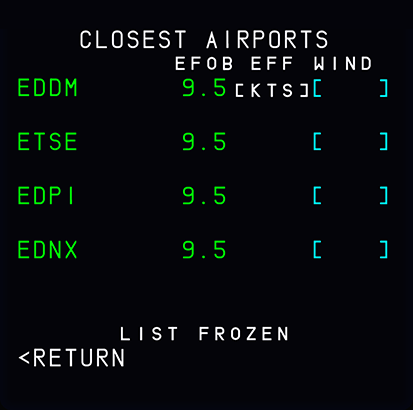 CLOSEST AIRPORTS
EFOB EFF WIND
EDDM 9.5 [KTS][ ]
ETSE 9.5 [ ]
EDPI 9.5 [ ]
EDNX 9.5 [ ]
LIST FROZEN
<RETURN